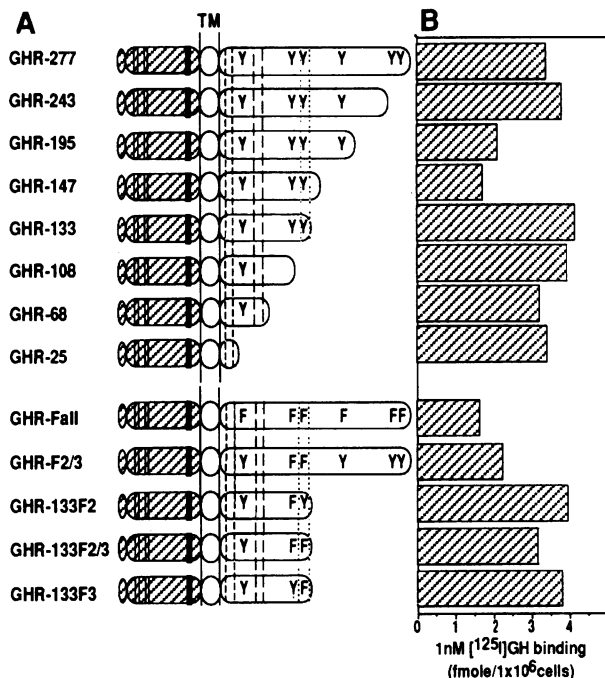 A
TM
B
GHR-277
Y YY Y YY
GHR-243
Y YY Y
GHR-195
Y YY Y
GHR-147
Y YY
GHR-133
Y YY
GHR-108
Y
GHR-68
Y
GHR-25
GHR-Fall
F FF F FF
GHR-F2/3
Y FF Y YY
GHR-133F2
Y FY
GHR-133F2/3
Y FF
GHR-133F3
Y YF
0 1 2 3 4
1nM [125I]GH binding
(fmole/1x10⁶cells)